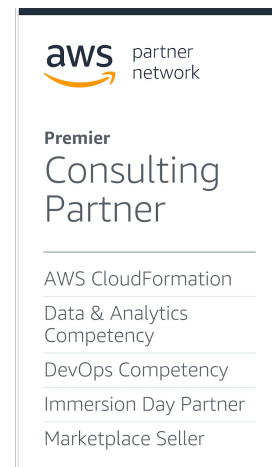 aws partner
network
Premier
Consulting
Partner
AWS CloudFormation
Data & Analytics
Competency
DevOps Competency
Immersion Day Partner
Marketplace Seller